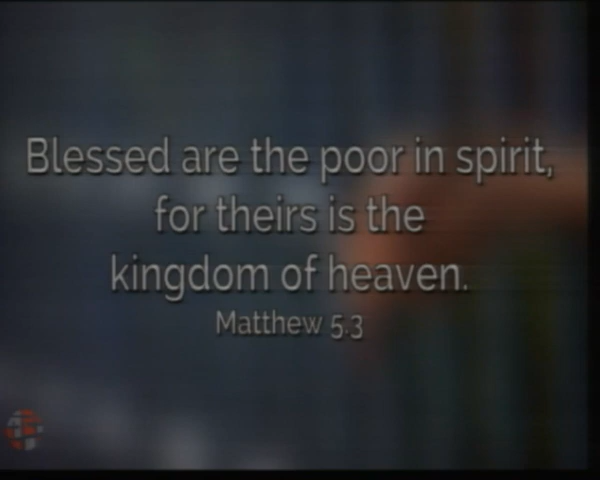 Blessed are the poor in spirit,
for theirs is the
kingdom of heaven.
Matthew 5.3